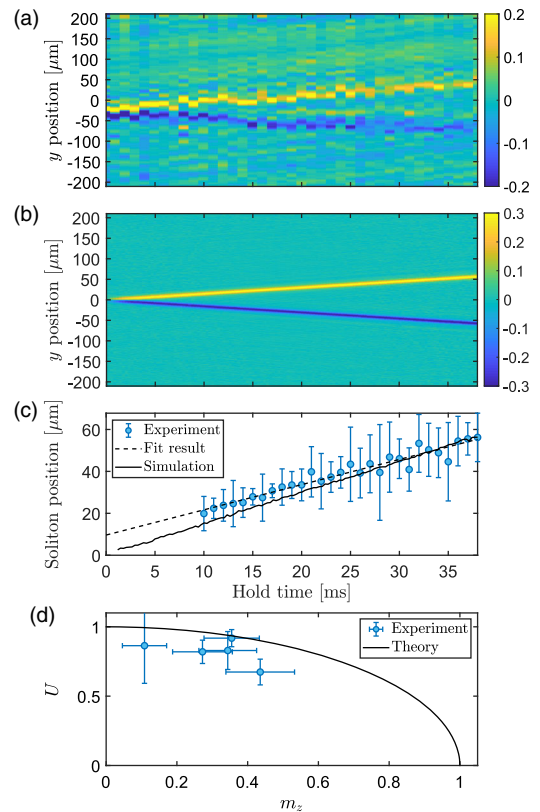 (a)
y position [μm]
200
150
100
50
0
-50
-100
-150
-200
0.2
0.1
0
-0.1
-0.2
(b)
y position [μm]
200
150
100
50
0
-50
-100
-150
-200
0.3
0.2
0.1
0
-0.1
-0.2
-0.3
(c)
Soliton position [μm]
60
40
20
0
Experiment
Fit result
Simulation
0 5 10 15 20 25 30 35
Hold time [ms]
(d)
U
1
0.5
0
Experiment
Theory
0 0.2 0.4 0.6 0.8 1
m_z